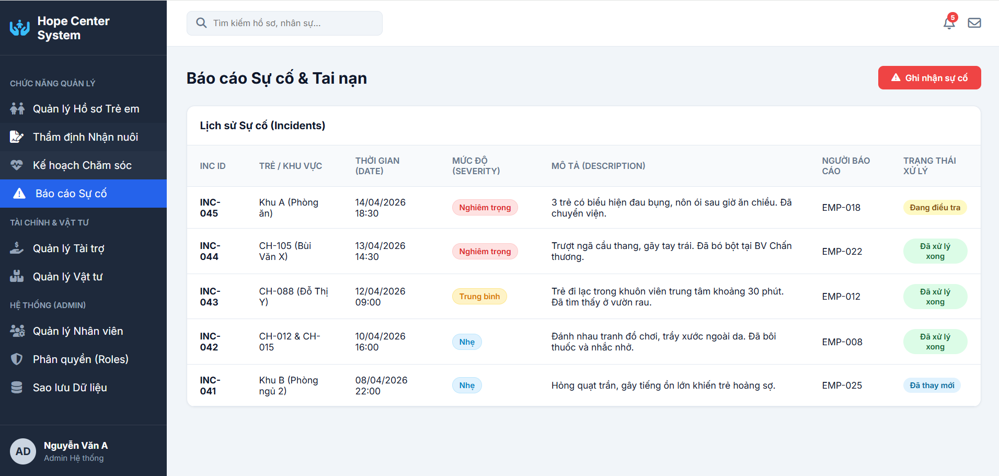 Hope Center
System
CHỨC NĂNG QUẢN LÝ
Quản lý Hồ sơ Trẻ em
Thẩm định Nhận nuôi
Kế hoạch Chăm sóc
Báo cáo Sự cố
TÀI CHÍNH & VẬT TƯ
Quản lý Tài trợ
Quản lý Vật tư
HỆ THỐNG (ADMIN)
Quản lý Nhân viên
Phân quyền (Roles)
Sao lưu Dữ liệu
AD
Nguyễn Văn A
Admin Hệ thống
Tìm kiếm hồ sơ, nhân sự...
5
Báo cáo Sự cố & Tai nạn
Ghi nhận sự cố
Lịch sử Sự cố (Incidents)
INC ID
TRẺ / KHU VỰC
THỜI GIAN
(DATE)
MỨC ĐỘ
(SEVERITY)
MÔ TẢ (DESCRIPTION)
NGƯỜI BÁO
CÁO
TRẠNG THÁI
XỬ LÝ
INC-
045
Khu A (Phòng
ăn)
14/04/2026
18:30
Nghiêm trọng
3 trẻ có biểu hiện đau bụng, nôn ói sau giờ ăn chiều. Đã
chuyển viện.
EMP-018
Đang điều tra
INC-
044
CH-105 (Bùi
Văn X)
13/04/2026
14:30
Nghiêm trọng
Trượt ngã cầu thang, gãy tay trái. Đã bó bột tại BV Chấn
thương.
EMP-022
Đã xử lý
xong
INC-
043
CH-088 (Đỗ Thị
Y)
12/04/2026
09:00
Trung bình
Trẻ đi lạc trong khuôn viên trung tâm khoảng 30 phút.
Đã tìm thấy ở vườn rau.
EMP-012
Đã xử lý
xong
INC-
042
CH-012 & CH-
015
10/04/2026
16:00
Nhẹ
Đánh nhau tranh đồ chơi, trầy xước ngoài da. Đã bôi
thuốc và nhắc nhở.
EMP-008
Đã xử lý
xong
INC-
041
Khu B (Phòng
ngủ 2)
08/04/2026
22:00
Nhẹ
Hỏng quạt trần, gây tiếng ồn lớn khiến trẻ hoảng sợ.
EMP-025
Đã thay mới